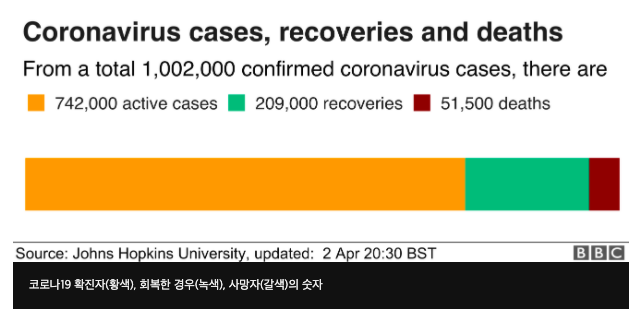 Coronavirus cases, recoveries and deaths
From a total 1,002,000 confirmed coronavirus cases, there are
742,000 active cases 209,000 recoveries 51,500 deaths
Source: Johns Hopkins University, updated: 2 Apr 20:30 BST BBC
코로나19 확진자(황색), 회복한 경우(녹색), 사망자(갈색)의 숫자